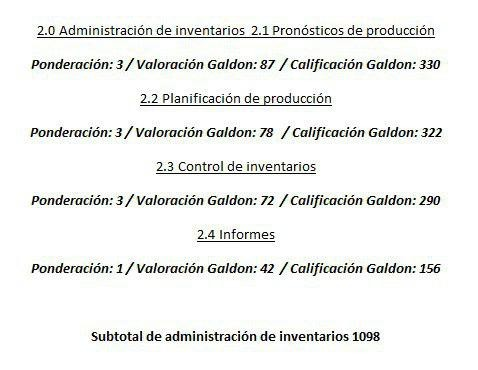 2.0 Administración de inventarios 2.1 Pronósticos de producción
Ponderación: 3 / Valoración Galdon: 87 / Calificación Galdon: 330
2.2 Planificación de producción
Ponderación: 3 / Valoración Galdon: 78 / Calificación Galdon: 322
2.3 Control de inventarios
Ponderación: 3 / Valoración Galdon: 72 / Calificación Galdon: 290
2.4 Informes
Ponderación: 1 / Valoración Galdon: 42 / Calificación Galdon: 156
Subtotal de administración de inventarios 1098